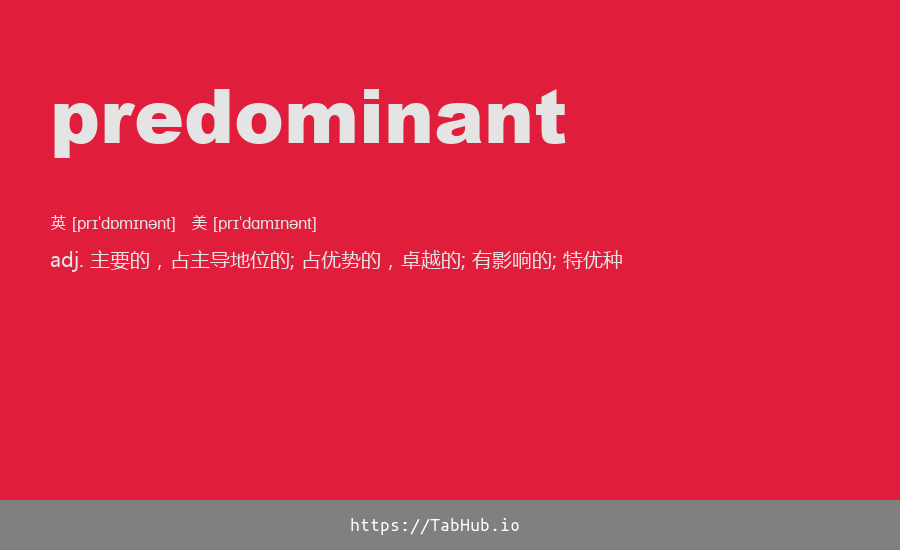 predominant
英 [prɪˈdɒmɪnənt] 美 [prɪˈdɑmɪnənt]
adj. 主要的，占主导地位的; 占优势的，卓越的; 有影响的; 特优种
https://TabHub.io